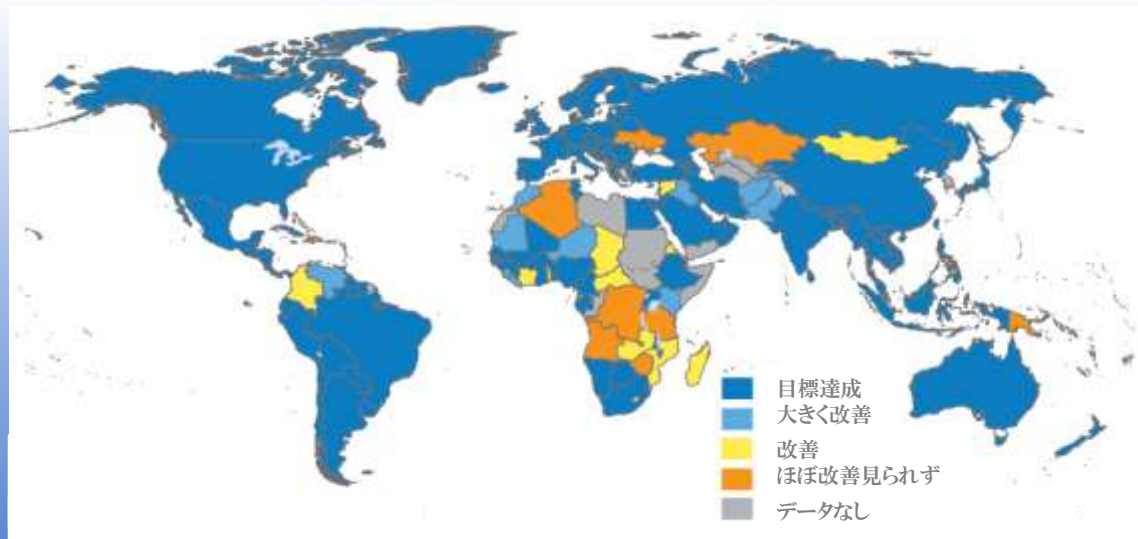 目標達成
大きく改善
改善
ほぼ改善見られず
データなし